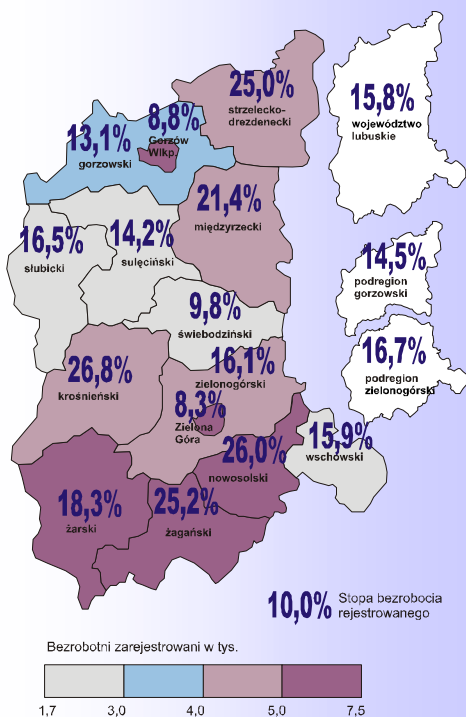 25,0%
strzelecko-
drezdenecki
15,8%
województwo
lubuskie
8,8%
Gorzów
Wlkp.
13,1%
gorzowski
21,4%
międzyrzecki
16,5%
słubicki
14,2%
sulęciński
14,5%
podregion
gorzowski
9,8%
świebodziński
16,7%
podregion
zielonogórski
26,8%
krośnieński
16,1%
zielonogórski
8,3%
Zielona
Góra
15,9%
wschowski
26,0%
nowosolski
18,3%
żarski
25,2%
żagański
10,0%
Stopa bezrobocia
rejestrowanego
Bezrobotni zarejestrowani w tys.
1,7 3,0 4,0 5,0 7,5